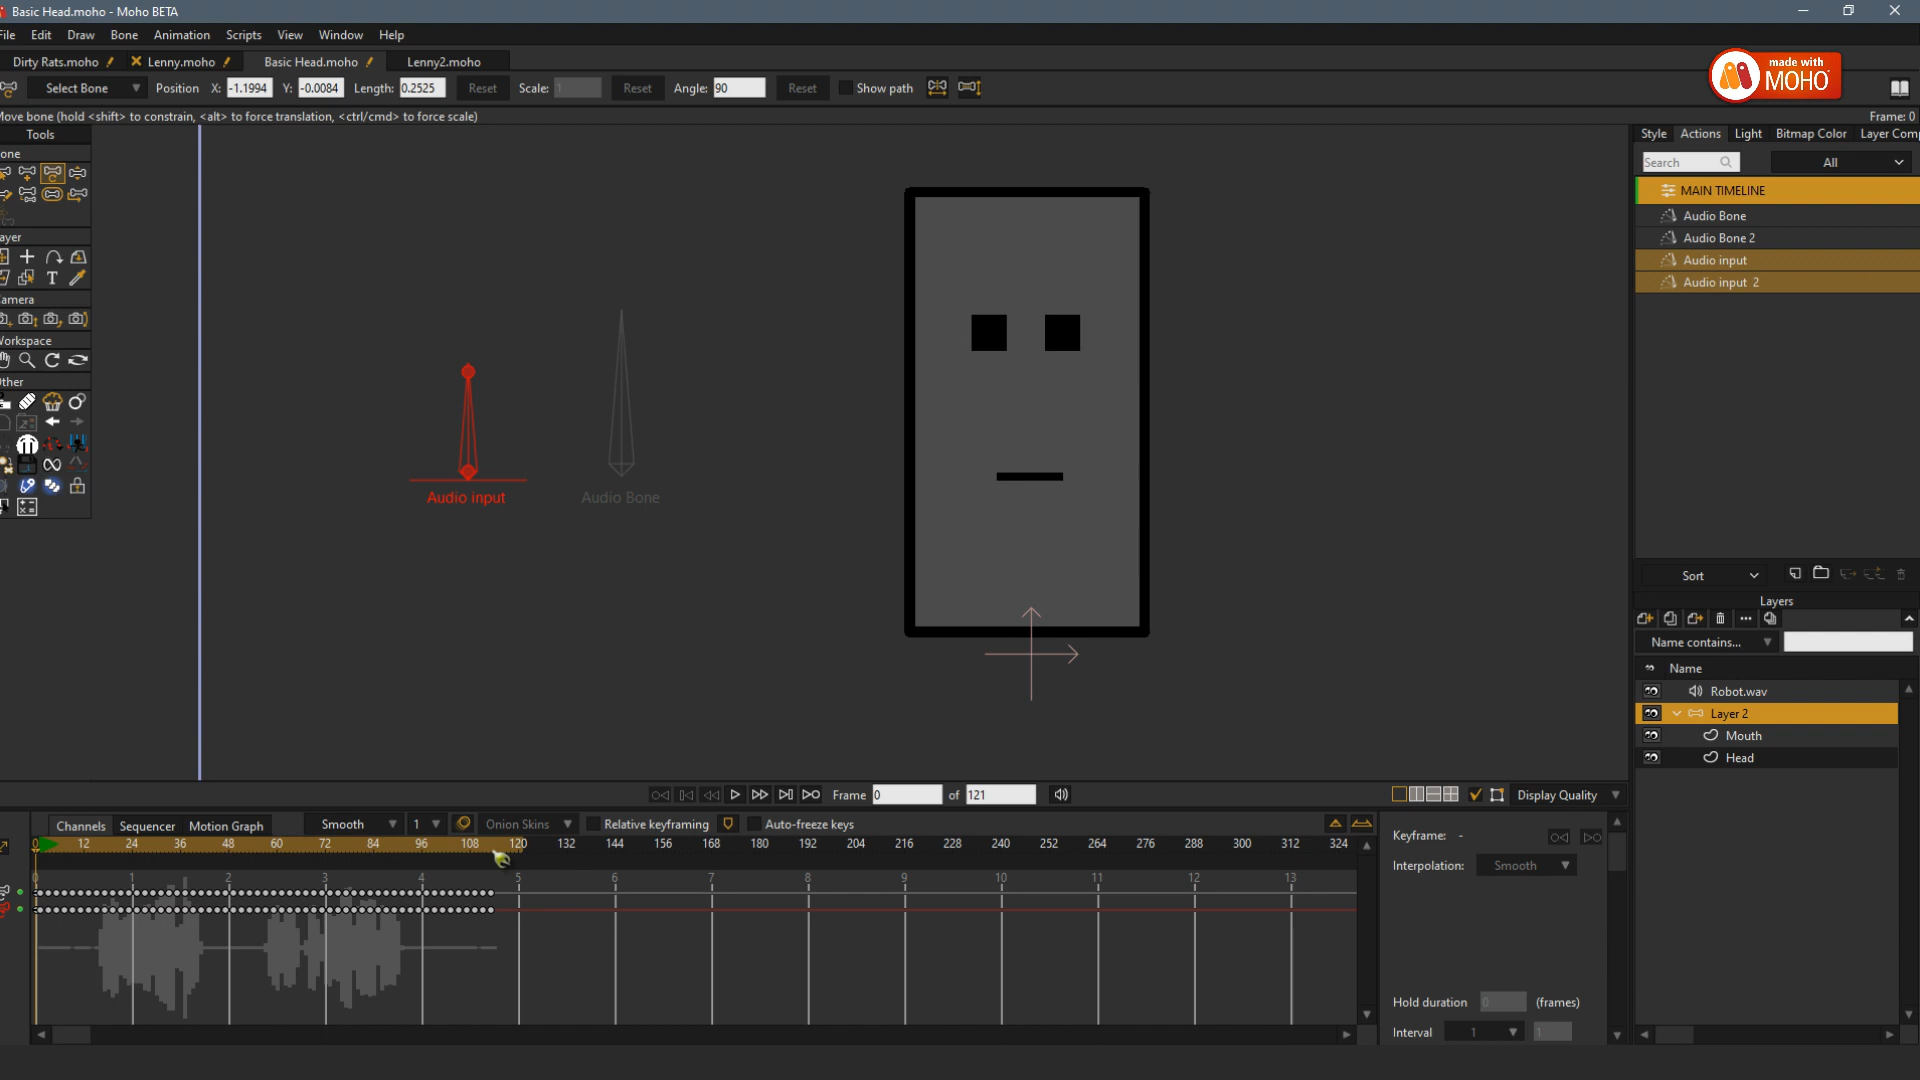 Basic Head.moho - Moho BETA
File Edit Draw Bone Animation Scripts View Window Help
Dirty Rats.moho Lenny.moho Basic Head.moho Lenny2.moho
made with MOHO
Select Bone Position X: -1.1994 Y: -0.0084 Length: 0.2525 Reset Scale: 1 Reset Angle: 90 Reset Show path
Move bone (hold <shift> to constrain, <alt> to force translation, <ctrl/cmd> to force scale) Frame: 0
Tools
one
ayer
amera
Workspace
Other
Audio input
Audio Bone
Style Actions Light Bitmap Color Layer Comp
Search All
MAIN TIMELINE
Audio Bone
Audio Bone 2
Audio input
Audio input 2
Sort
Layers
Name contains...
Name
Robot.wav
Layer 2
Mouth
Head
Frame 0 of 121
Display Quality
Channels Sequencer Motion Graph Smooth 1 Onion Skins Relative keyframing Auto-freeze keys
0 12 24 36 48 60 72 84 96 108 120 132 144 156 168 180 192 204 216 228 240 252 264 276 288 300 312 324
0 1 2 3 4 5 6 7 8 9 10 11 12 13
Keyframe: -
Interpolation: Smooth
Hold duration 0 (frames)
Interval 1 1